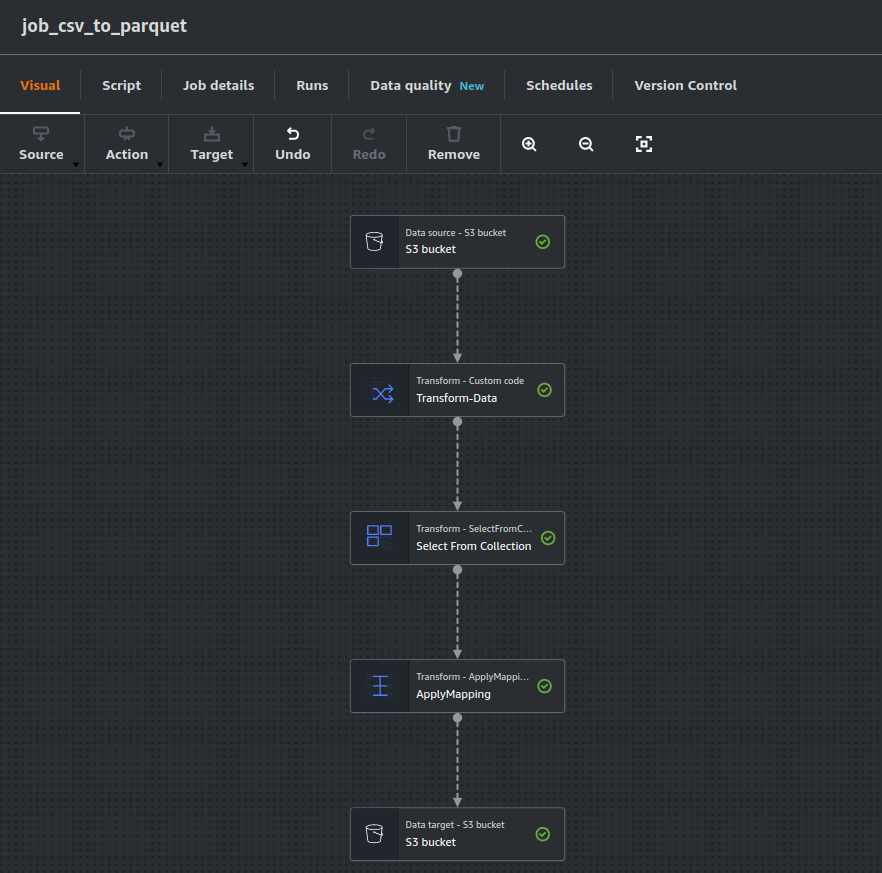 job_csv_to_parquet
Visual
Script
Job details
Runs
Data quality New
Schedules
Version Control
Source
Action
Target
Undo
Redo
Remove
Data source - S3 bucket
S3 bucket
Transform - Custom code
Transform-Data
Transform - SelectFromC...
Select From Collection
Transform - ApplyMappi...
ApplyMapping
Data target - S3 bucket
S3 bucket